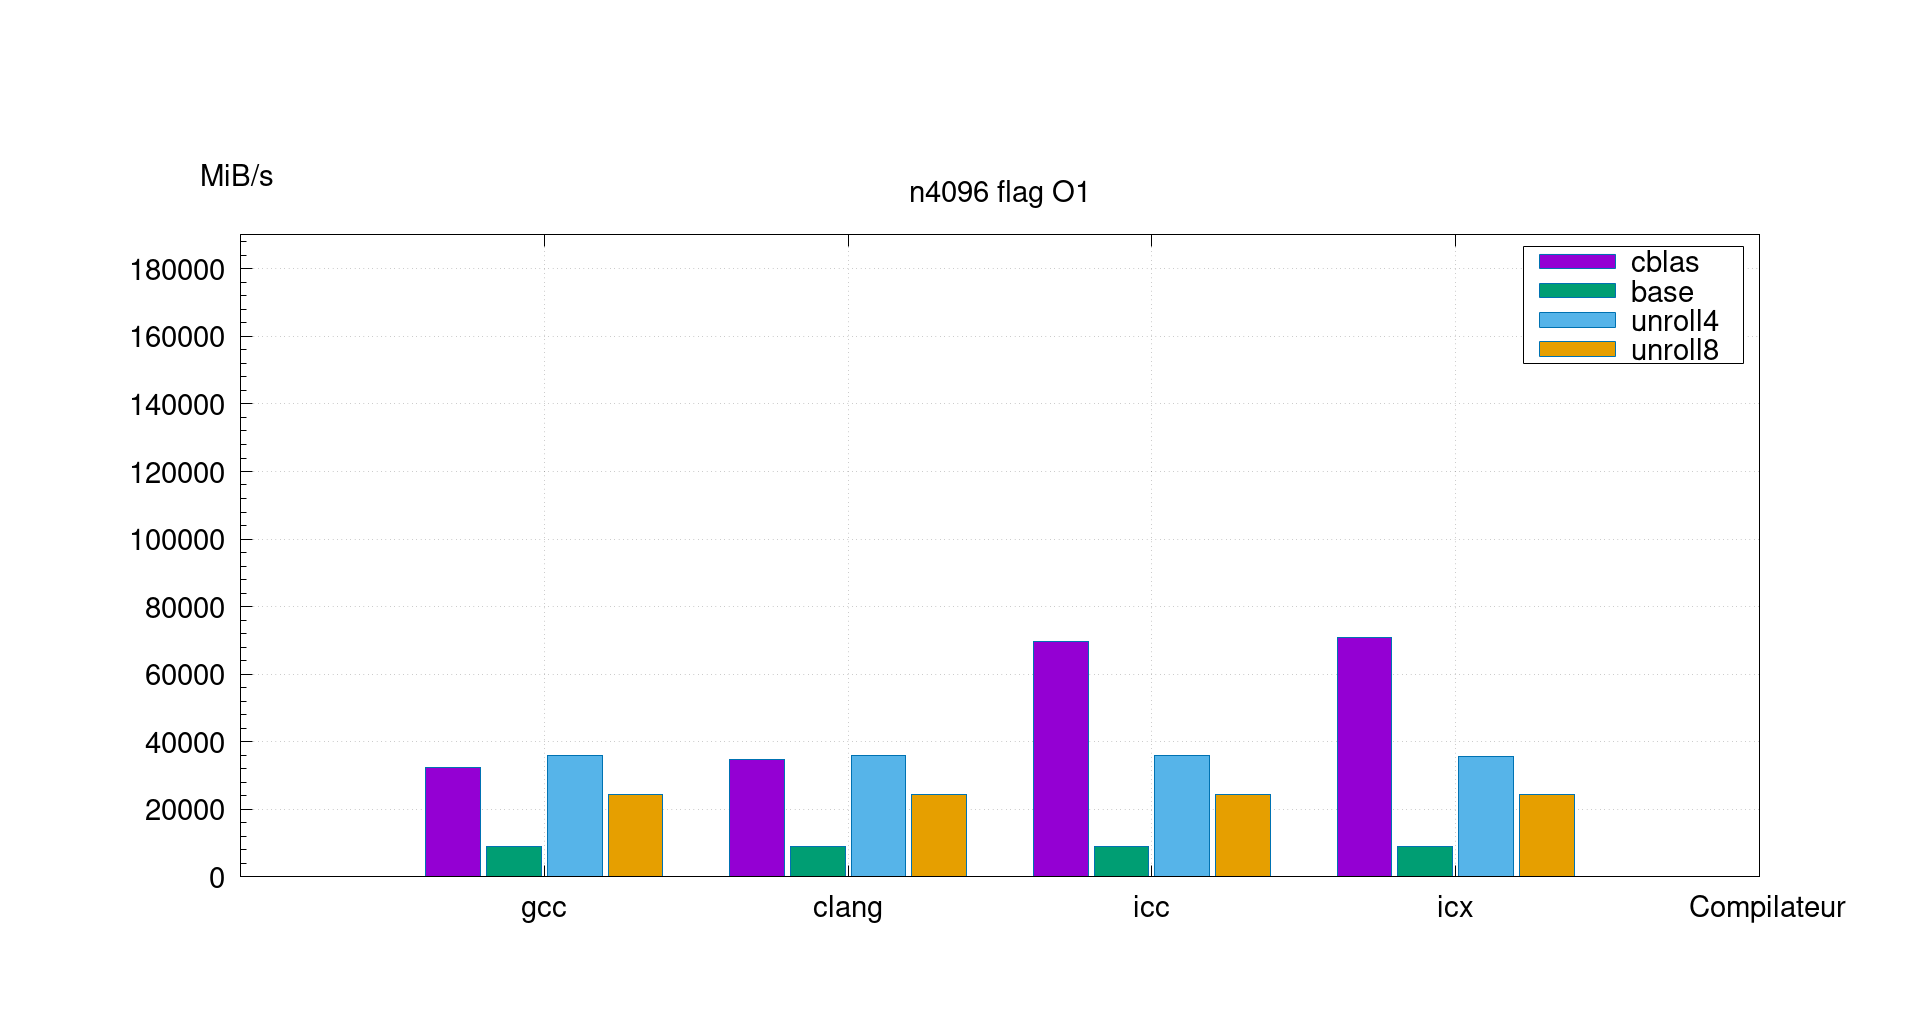 MiB/s
n4096 flag O1
180000
160000
140000
120000
100000
80000
60000
40000
20000
0
cblas
base
unroll4
unroll8
gcc clang icc icx Compilateur